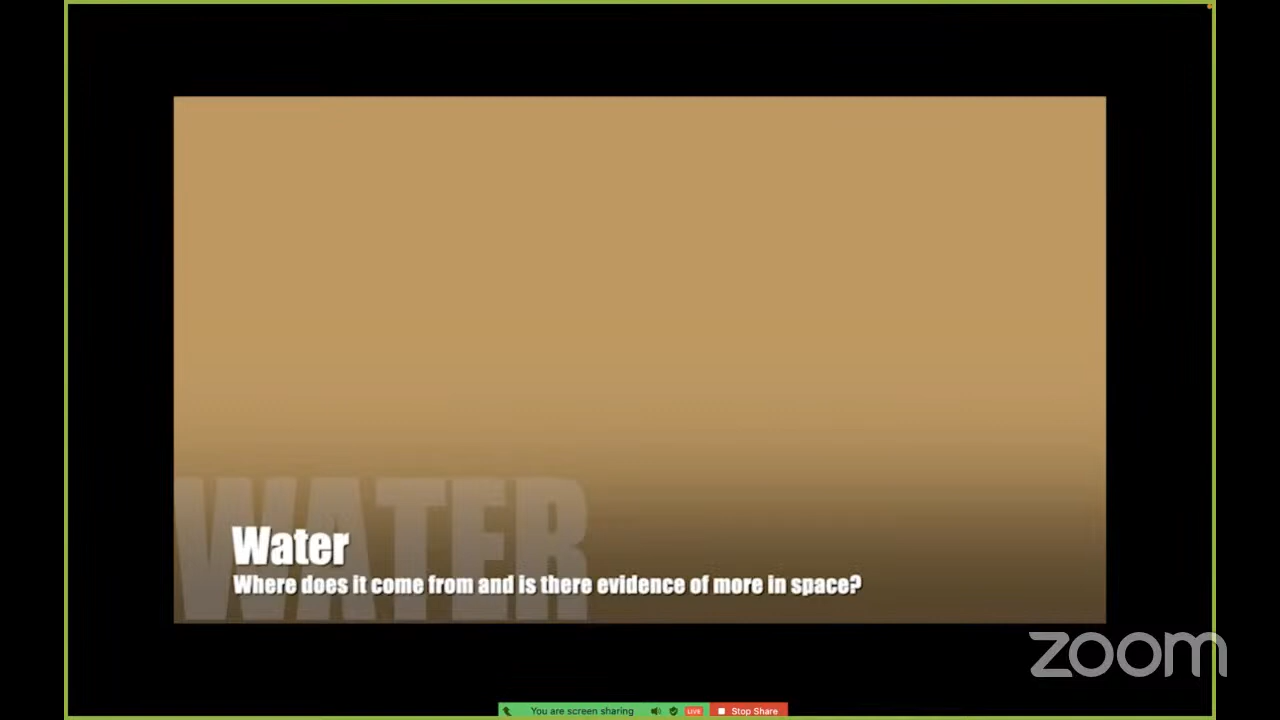 WATER
Water
Where does it come from and is there evidence of more in space?
zoom
You are screen sharing LIVE Stop Share